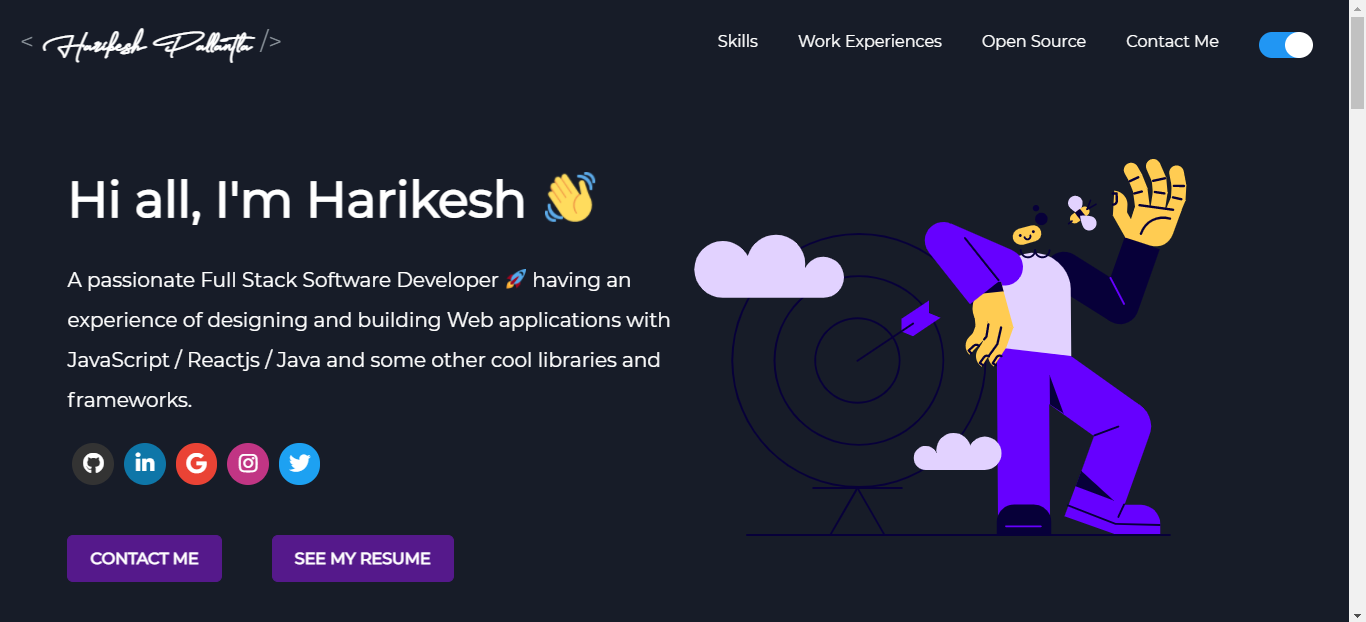 < Harikesh Pallantla />
Skills
Work Experiences
Open Source
Contact Me
Hi all, I'm Harikesh 👋
A passionate Full Stack Software Developer 🚀 having an
experience of designing and building Web applications with
JavaScript / Reactjs / Java and some other cool libraries and
frameworks.
in
G
CONTACT ME
SEE MY RESUME